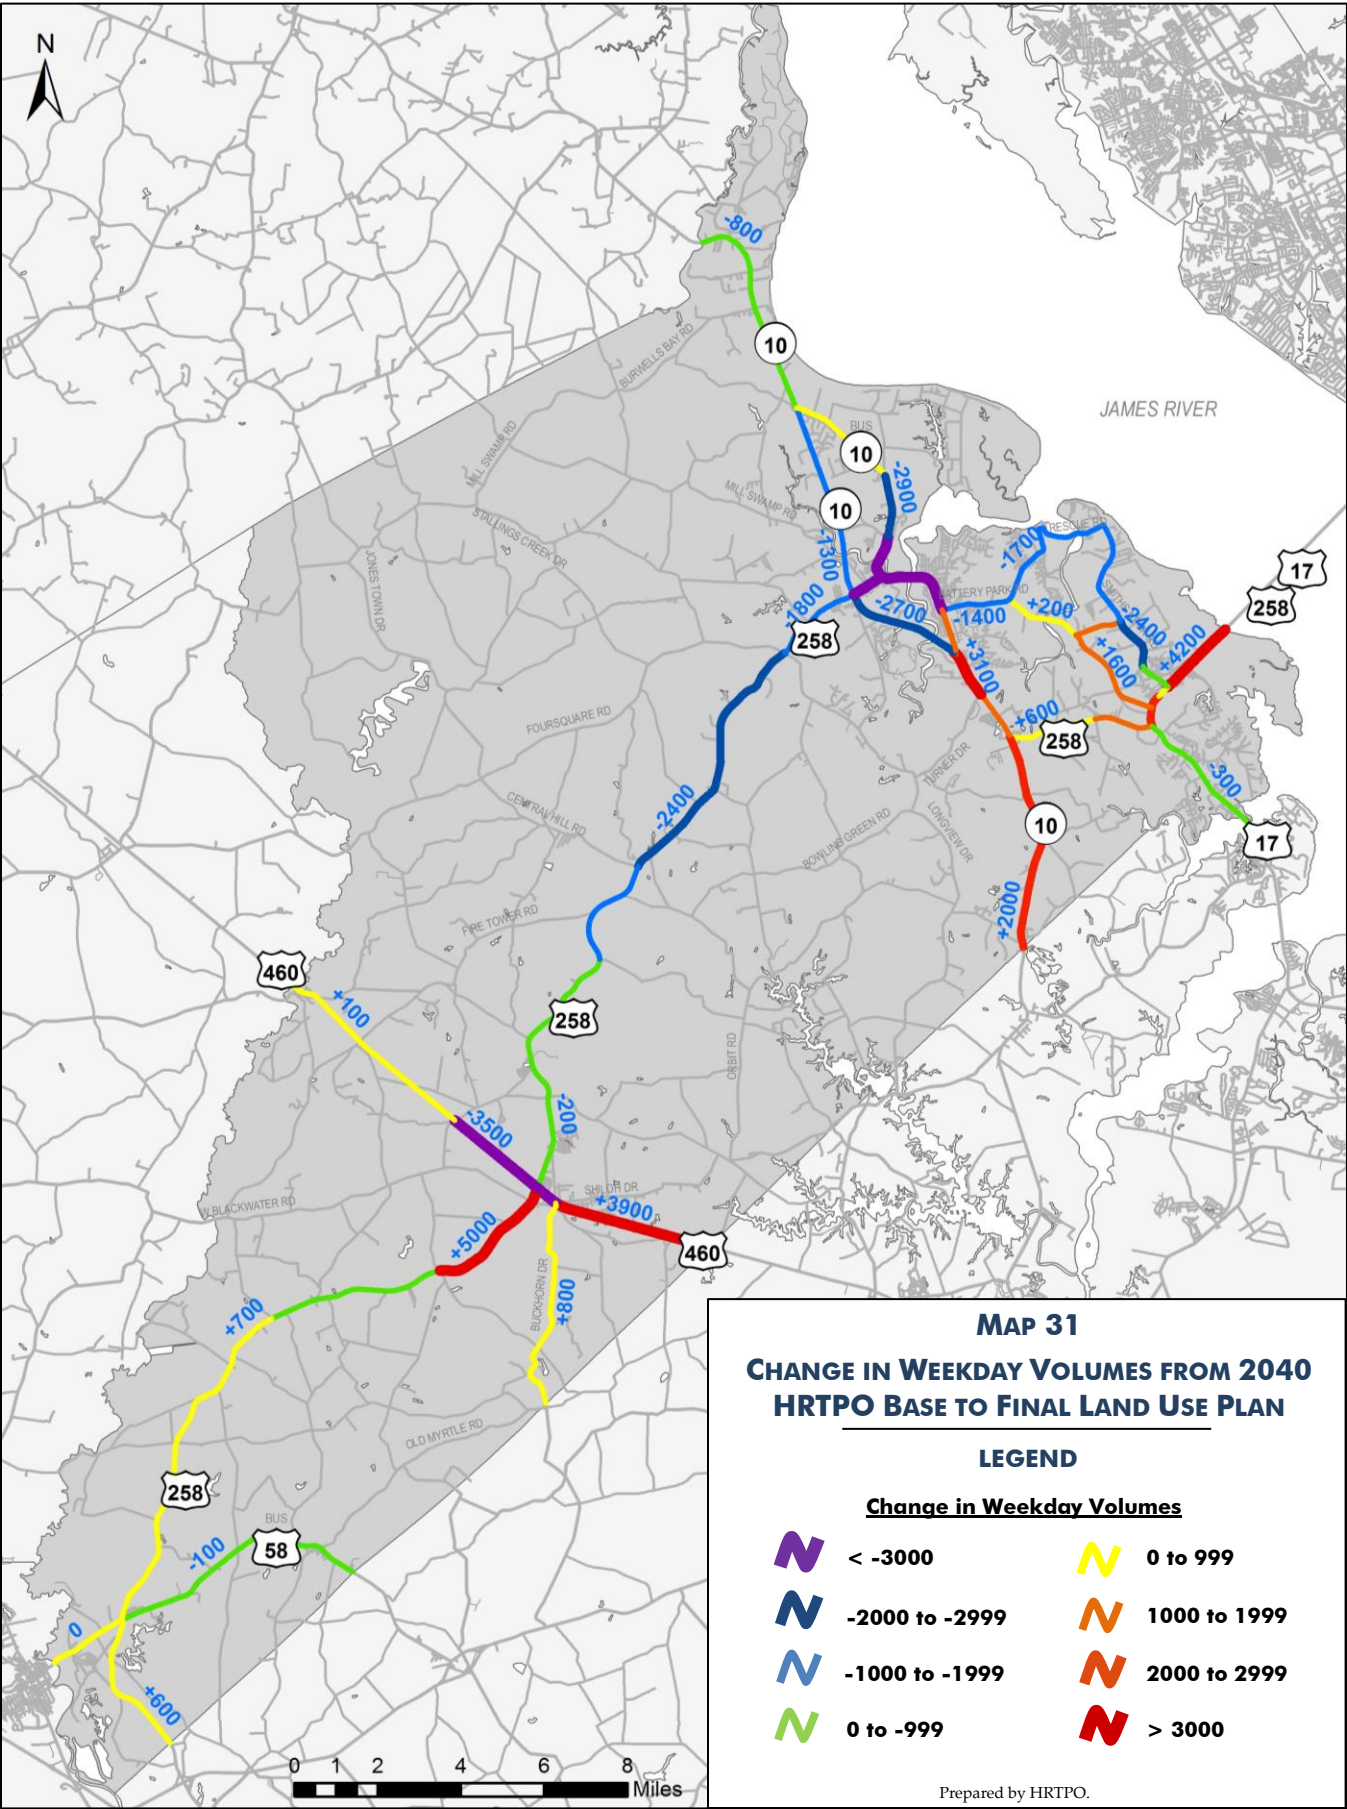 N
-800
10
BURWELLS BAY RD
JAMES RIVER
BUS
10
MILL SWAMP RD
-2900
MILL SWAMP RD
10
STALLINGS CREEK DR
-1300
JONES TOWN DR
-1700
RESCUE RD
17
258
BATTERY PARK RD
-1800
-2700
-1400
+200
-2400
258
+3100
+1600
+4200
FOURSQUARE RD
+600
258
TURNER DR
-300
CENTRAL HILL RD
-2400
BOWLING GREEN RD
LONGVIEW DR
10
17
FIRE TOWER RD
+2000
460
+100
258
ORBIT RD
-3500
-200
SHILOH DR
W BLACKWATER RD
+3900
+5000
460
BUCKHORN DR
+800
+700
OLD MYRTLE RD
258
BUS
58
-100
0
+600
0 1 2 4 6 8
Miles
MAP 31
CHANGE IN WEEKDAY VOLUMES FROM 2040
HRTPO BASE TO FINAL LAND USE PLAN
LEGEND
Change in Weekday Volumes
< -3000
0 to 999
-2000 to -2999
1000 to 1999
-1000 to -1999
2000 to 2999
0 to -999
> 3000
Prepared by HRTPO.